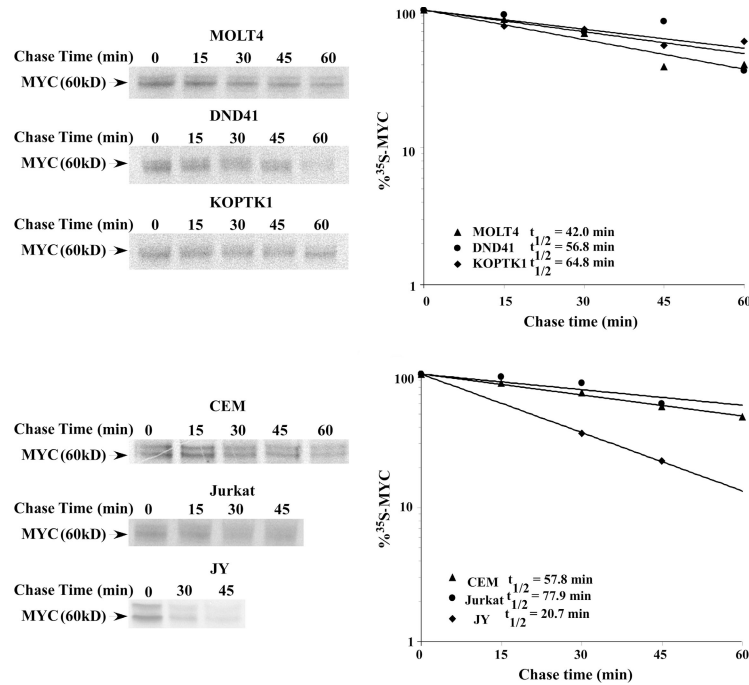 MOLT4
Chase Time (min) 0 15 30 45 60
MYC(60kD)
DND41
Chase Time (min) 0 15 30 45 60
MYC(60kD)
KOPTK1
Chase Time (min) 0 15 30 45 60
MYC(60kD)
100
10
1
%35S-MYC
MOLT4 t1/2 = 42.0 min
DND41 t1/2 = 56.8 min
KOPTK1 t1/2 = 64.8 min
0 15 30 45 60
Chase time (min)
CEM
Chase Time (min) 0 15 30 45 60
MYC(60kD)
Jurkat
Chase Time (min) 0 15 30 45
MYC(60kD)
JY
Chase Time (min) 0 30 45
MYC(60kD)
100
10
1
%35S-MYC
CEM t1/2 = 57.8 min
Jurkat t1/2 = 77.9 min
JY t1/2 = 20.7 min
0 15 30 45 60
Chase time (min)